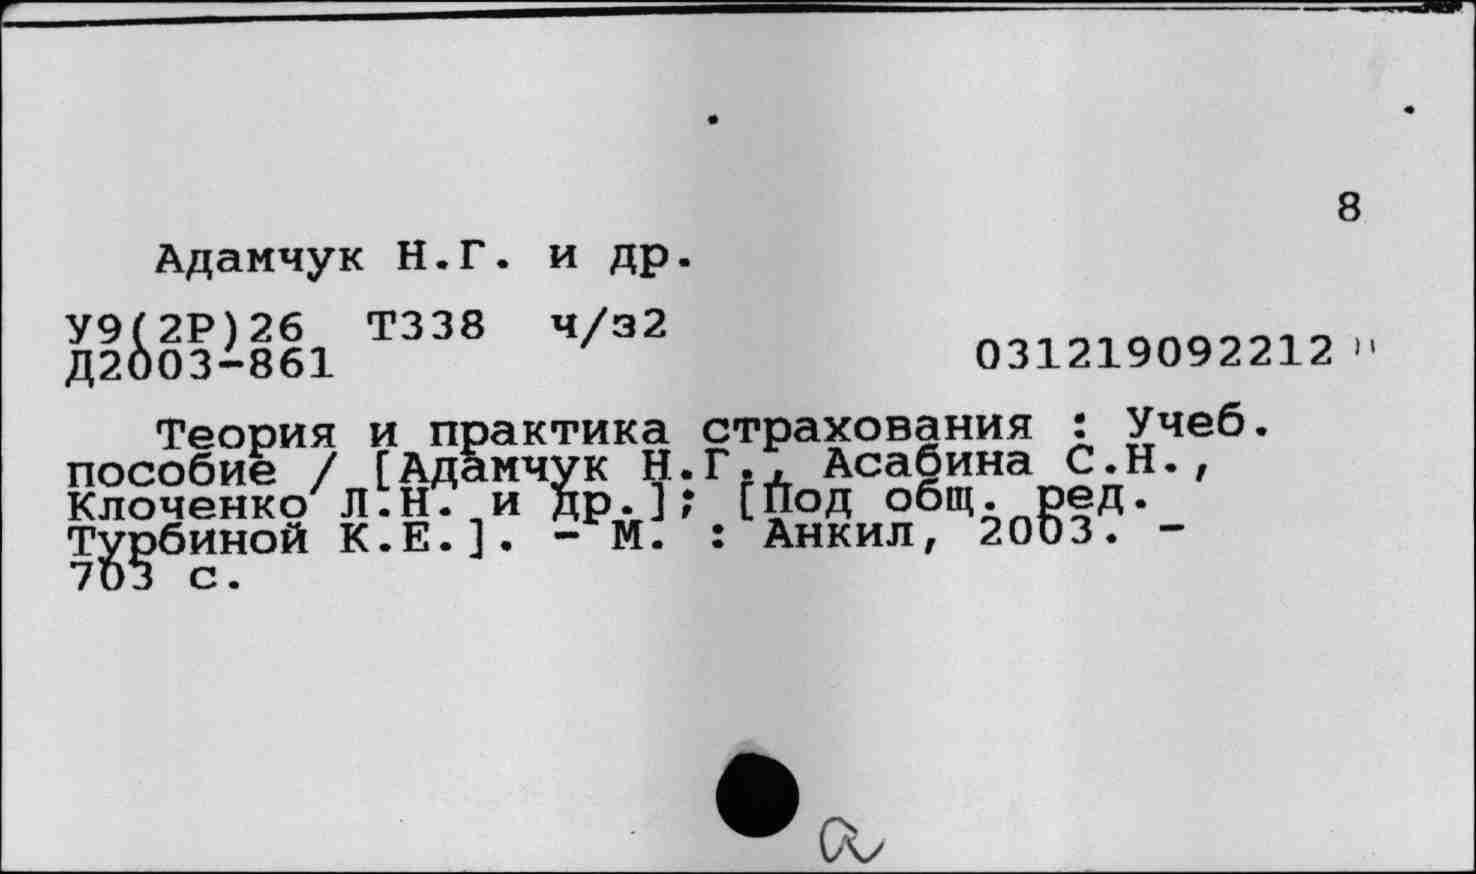 8
Адамчук Н.Г. и др.
У9(2Р)26 Т338 ч/з2
Д2003-861
031219092212
Теория и практика страхования : Учеб.
пособие / [Адамчук Н.Г., Асабина С.Н.,
Клоченко Л.Н. и др.]; [Под общ. ред.
Турбиной К.Е.]. - М. : Анкил, 2003. -
703 с.